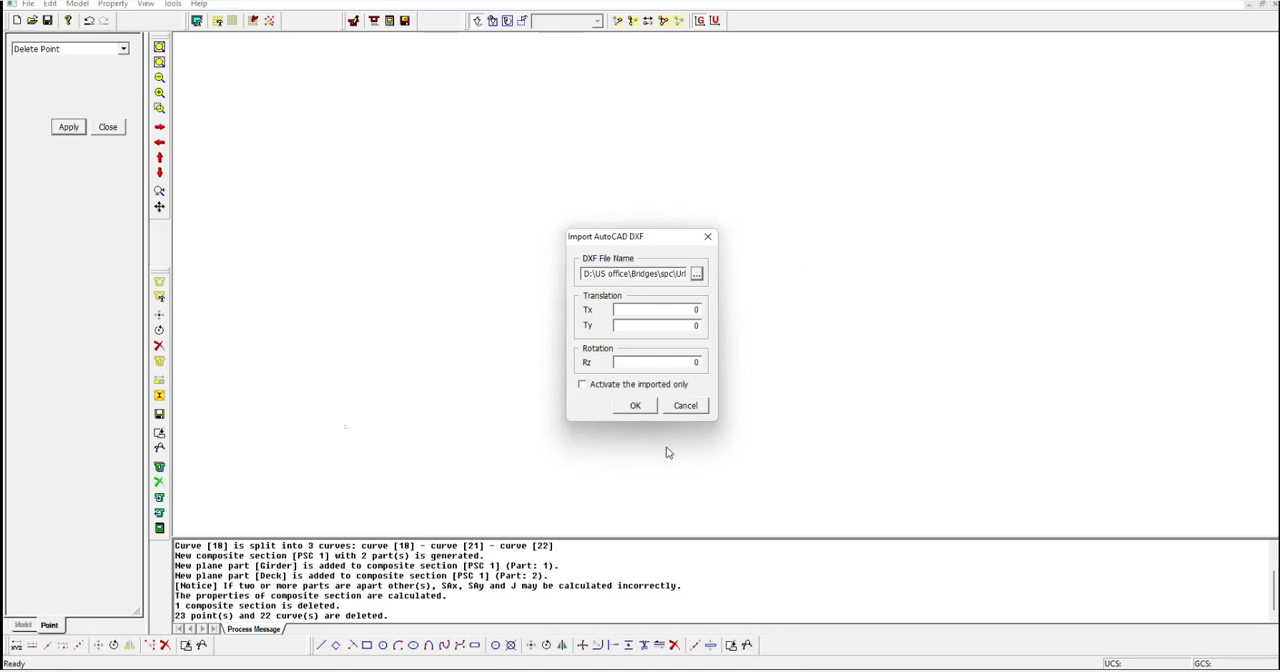 File Edit Model Property View Tools Help
Delete Point
Apply Close
Import AutoCAD DXF
DXF File Name
D:\US office\Bridges\spc\Url ...
Translation
Tx 0
Ty 0
Rotation
Rz 0
Activate the imported only
OK Cancel
Curve [18] is split into 3 curves: curve [18] - curve [21] - curve [22]
New composite section [PSC 1] with 2 part(s) is generated.
New plane part [Girder] is added to composite section [PSC 1] (Part: 1).
New plane part [Deck] is added to composite section [PSC 1] (Part: 2).
[Notice] If two or more parts are apart other(s), SAx, SAy and J may be calculated incorrectly.
The properties of composite section are calculated.
1 composite section is deleted.
23 point(s) and 22 curve(s) are deleted.
Model Point
Process Message
Ready
UCS: GCS: